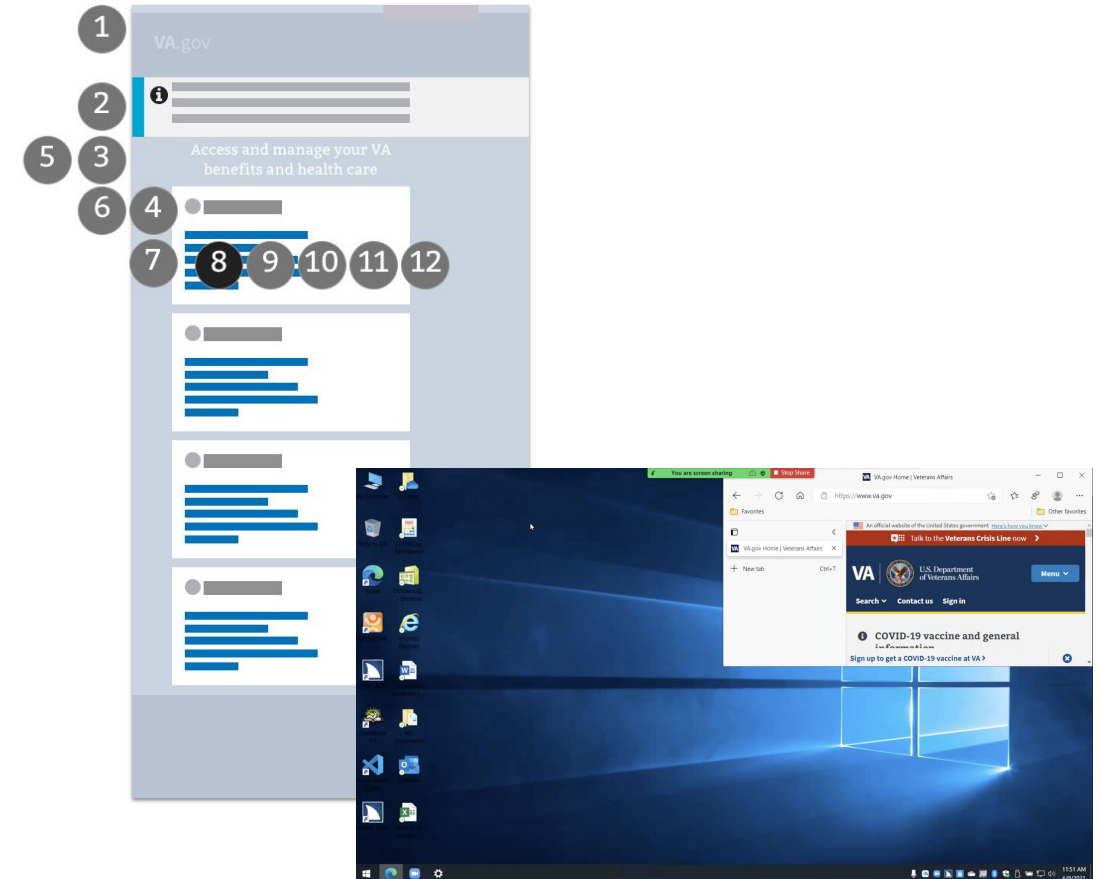 1
VA.gov
2
5 3 Access and manage your VA
benefits and health care
6 4
7 8 9 10 11 12
You are screen sharing Stop Share
VA.gov Home | Veterans Affairs
https://www.va.gov
Favorites
Other favorites
An official website of the United States government Here's how you know
VA.gov Home | Veterans Affairs
Talk to the Veterans Crisis Line now
New tab Ctrl+T
VA
U.S. Department
of Veterans Affairs
Menu
Search Contact us Sign in
COVID-19 vaccine and general
information
Sign up to get a COVID-19 vaccine at VA
11:51 AM
6/8/2021